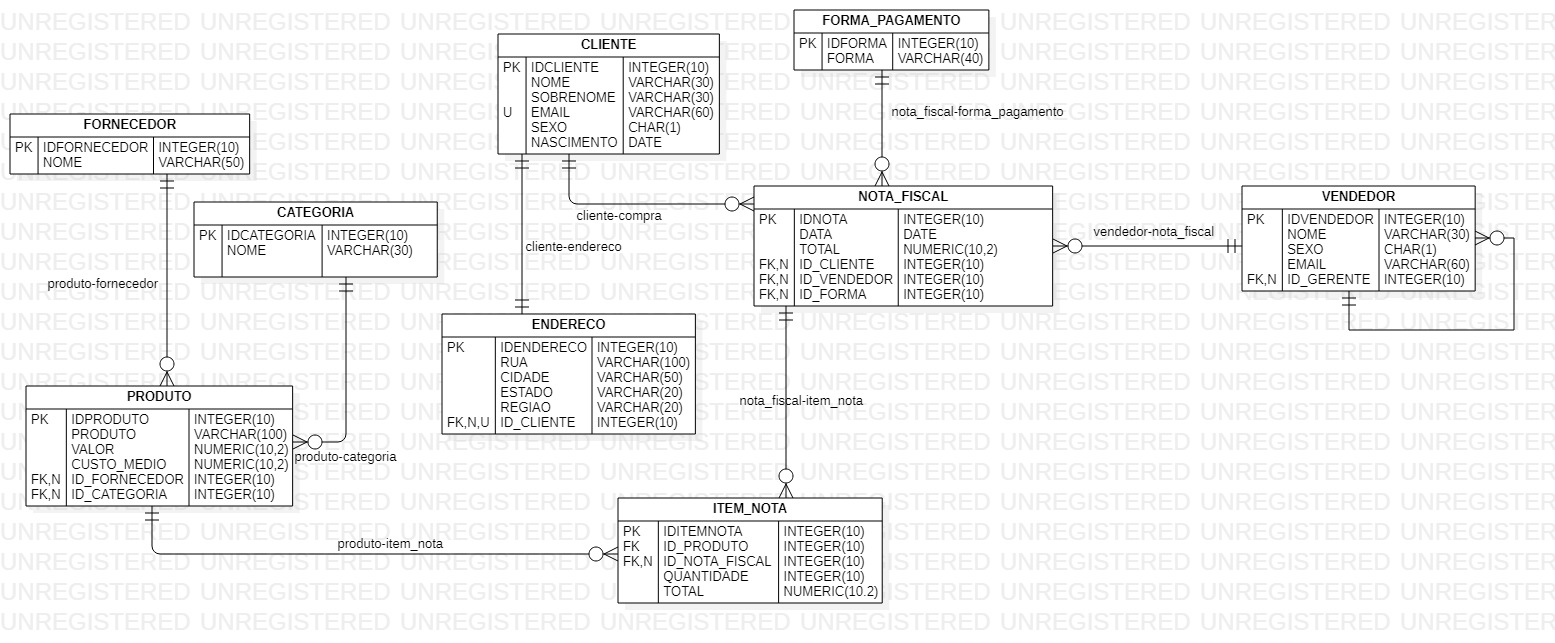 FORMA_PAGAMENTO
PK IDFORMA INTEGER(10)
FORMA VARCHAR(40)
nota_fiscal-forma_pagamento
CLIENTE
PK IDCLIENTE INTEGER(10)
NOME VARCHAR(30)
SOBRENOME VARCHAR(30)
U EMAIL VARCHAR(60)
SEXO CHAR(1)
NASCIMENTO DATE
FORNECEDOR
PK IDFORNECEDOR INTEGER(10)
NOME VARCHAR(50)
CATEGORIA
PK IDCATEGORIA INTEGER(10)
NOME VARCHAR(30)
cliente-compra
cliente-endereco
NOTA_FISCAL
PK IDNOTA INTEGER(10)
DATA DATE
TOTAL NUMERIC(10,2)
FK,N ID_CLIENTE INTEGER(10)
FK,N ID_VENDEDOR INTEGER(10)
FK,N ID_FORMA INTEGER(10)
vendedor-nota_fiscal
VENDEDOR
PK IDVENDEDOR INTEGER(10)
NOME VARCHAR(30)
SEXO CHAR(1)
EMAIL VARCHAR(60)
FK,N ID_GERENTE INTEGER(10)
produto-fornecedor
ENDERECO
PK IDENDERECO INTEGER(10)
RUA VARCHAR(100)
CIDADE VARCHAR(50)
ESTADO VARCHAR(20)
REGIAO VARCHAR(20)
FK,N,U ID_CLIENTE INTEGER(10)
PRODUTO
PK IDPRODUTO INTEGER(10)
PRODUTO VARCHAR(100)
VALOR NUMERIC(10,2)
CUSTO_MEDIO NUMERIC(10,2)
FK,N ID_FORNECEDOR INTEGER(10)
FK,N ID_CATEGORIA INTEGER(10)
produto-categoria
nota_fiscal-item_nota
produto-item_nota
ITEM_NOTA
PK IDITEMNOTA INTEGER(10)
FK ID_PRODUTO INTEGER(10)
FK,N ID_NOTA_FISCAL INTEGER(10)
QUANTIDADE INTEGER(10)
TOTAL NUMERIC(10.2)
UNREGISTERED